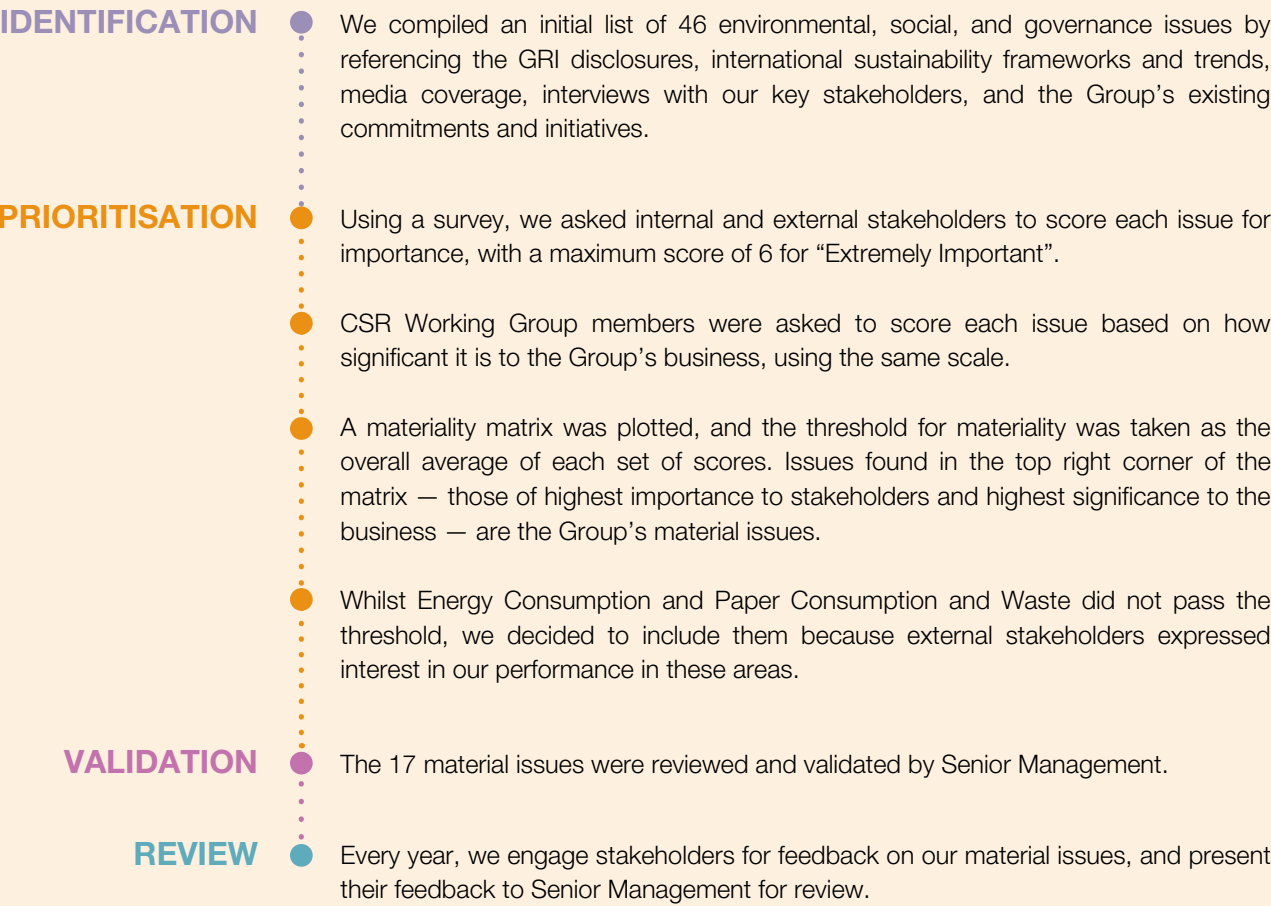 IDENTIFICATION
We compiled an initial list of 46 environmental, social, and governance issues by
referencing the GRI disclosures, international sustainability frameworks and trends,
media coverage, interviews with our key stakeholders, and the Group’s existing
commitments and initiatives.
PRIORITISATION
Using a survey, we asked internal and external stakeholders to score each issue for
importance, with a maximum score of 6 for “Extremely Important”.
CSR Working Group members were asked to score each issue based on how
significant it is to the Group’s business, using the same scale.
A materiality matrix was plotted, and the threshold for materiality was taken as the
overall average of each set of scores. Issues found in the top right corner of the
matrix — those of highest importance to stakeholders and highest significance to the
business — are the Group’s material issues.
Whilst Energy Consumption and Paper Consumption and Waste did not pass the
threshold, we decided to include them because external stakeholders expressed
interest in our performance in these areas.
VALIDATION
The 17 material issues were reviewed and validated by Senior Management.
REVIEW
Every year, we engage stakeholders for feedback on our material issues, and present
their feedback to Senior Management for review.